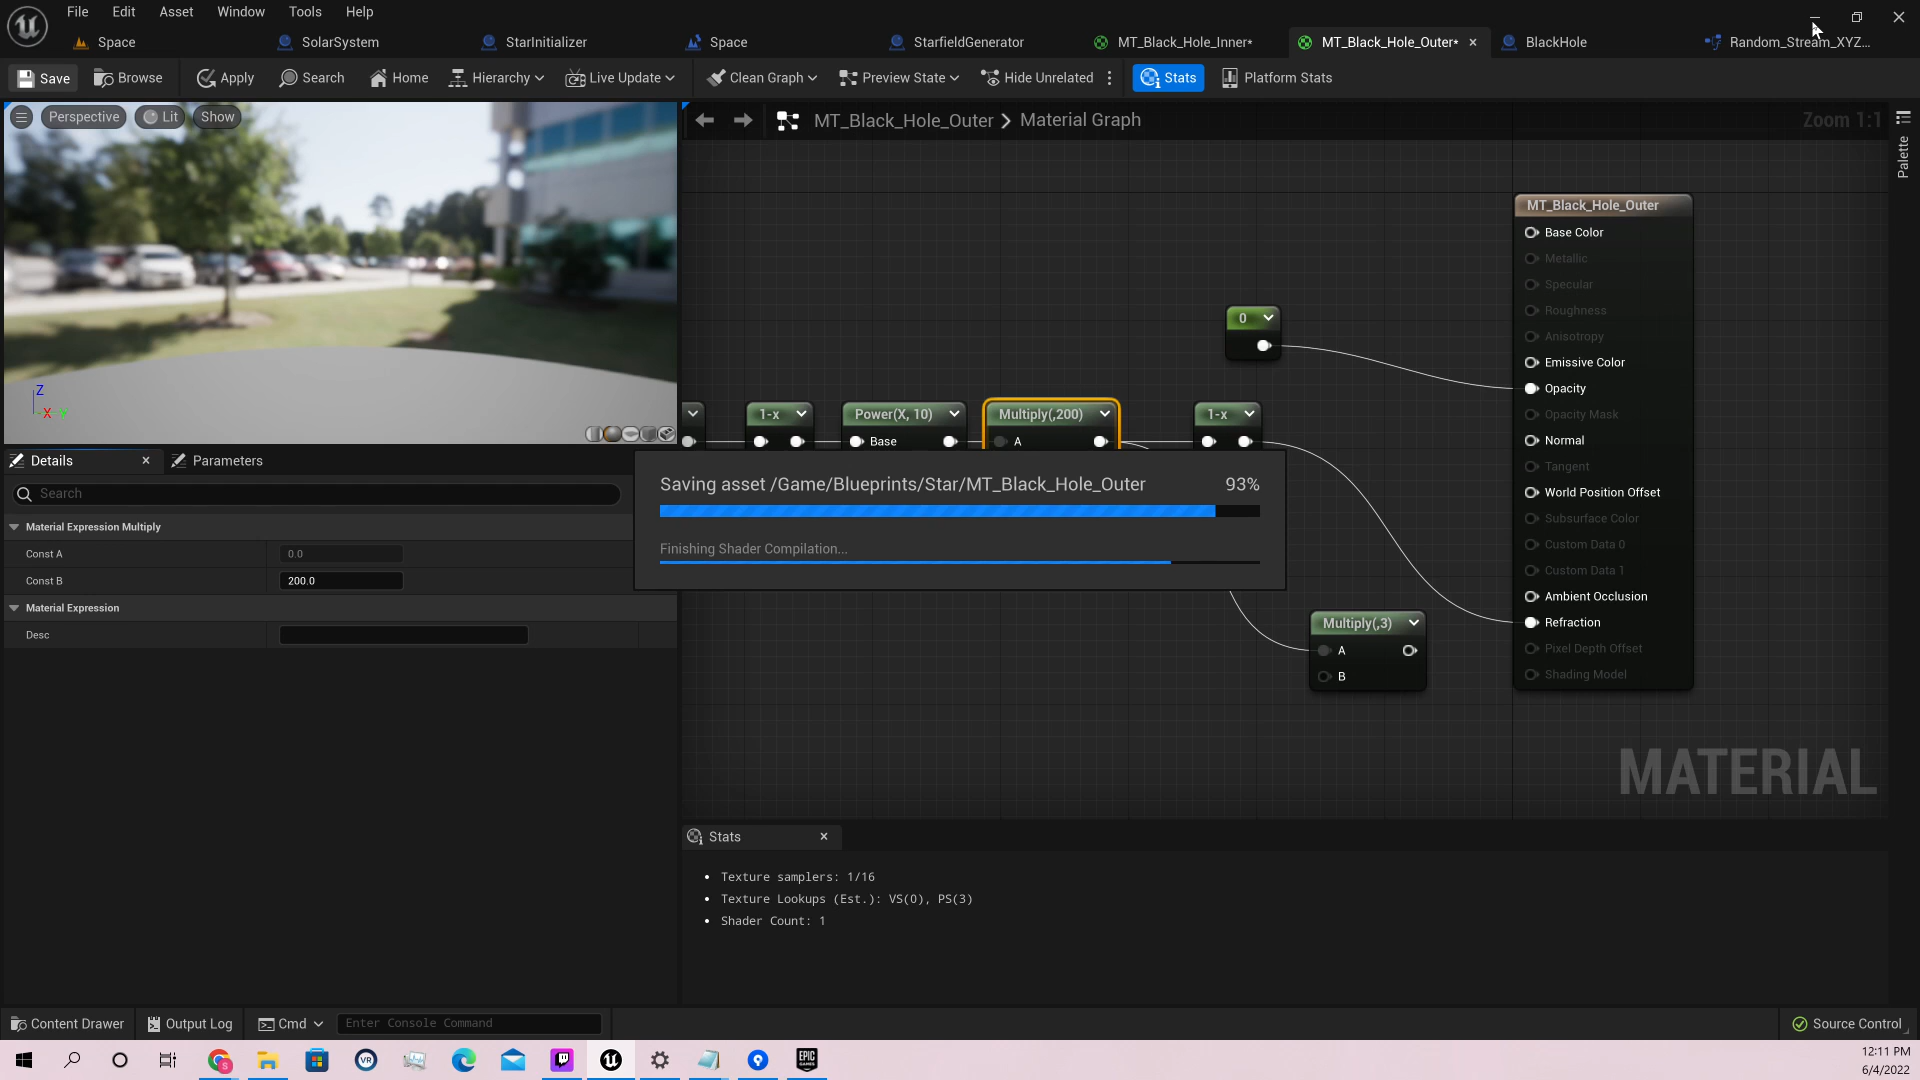 File Edit Asset Window Tools Help
Space SolarSystem StarInitializer Space StarfieldGenerator MT_Black_Hole_Inner* MT_Black_Hole_Outer* BlackHole Random_Stream_XYZ...
Save Browse Apply Search Home Hierarchy Live Update Clean Graph Preview State Hide Unrelated Stats Platform Stats
Perspective Lit Show
MT_Black_Hole_Outer > Material Graph
Zoom 1:1
Palette
MT_Black_Hole_Outer
Base Color
Metallic
Specular
Roughness
Anisotropy
Emissive Color
Opacity
Opacity Mask
Normal
Tangent
World Position Offset
Subsurface Color
Custom Data 0
Custom Data 1
Ambient Occlusion
Refraction
Pixel Depth Offset
Shading Model
0
1-x
Power(X, 10)
Base
Multiply(,200)
A
1-x
Z
X Y
Saving asset /Game/Blueprints/Star/MT_Black_Hole_Outer 93%
Finishing Shader Compilation...
Multiply(,3)
A
B
MATERIAL
Details Parameters
Search
Material Expression Multiply
Const A 0.0
Const B 200.0
Material Expression
Desc
Stats
• Texture samplers: 1/16
• Texture Lookups (Est.): VS(0), PS(3)
• Shader Count: 1
Content Drawer Output Log Cmd Enter Console Command Source Control
VR
EPIC GAMES
12:11 PM
6/4/2022